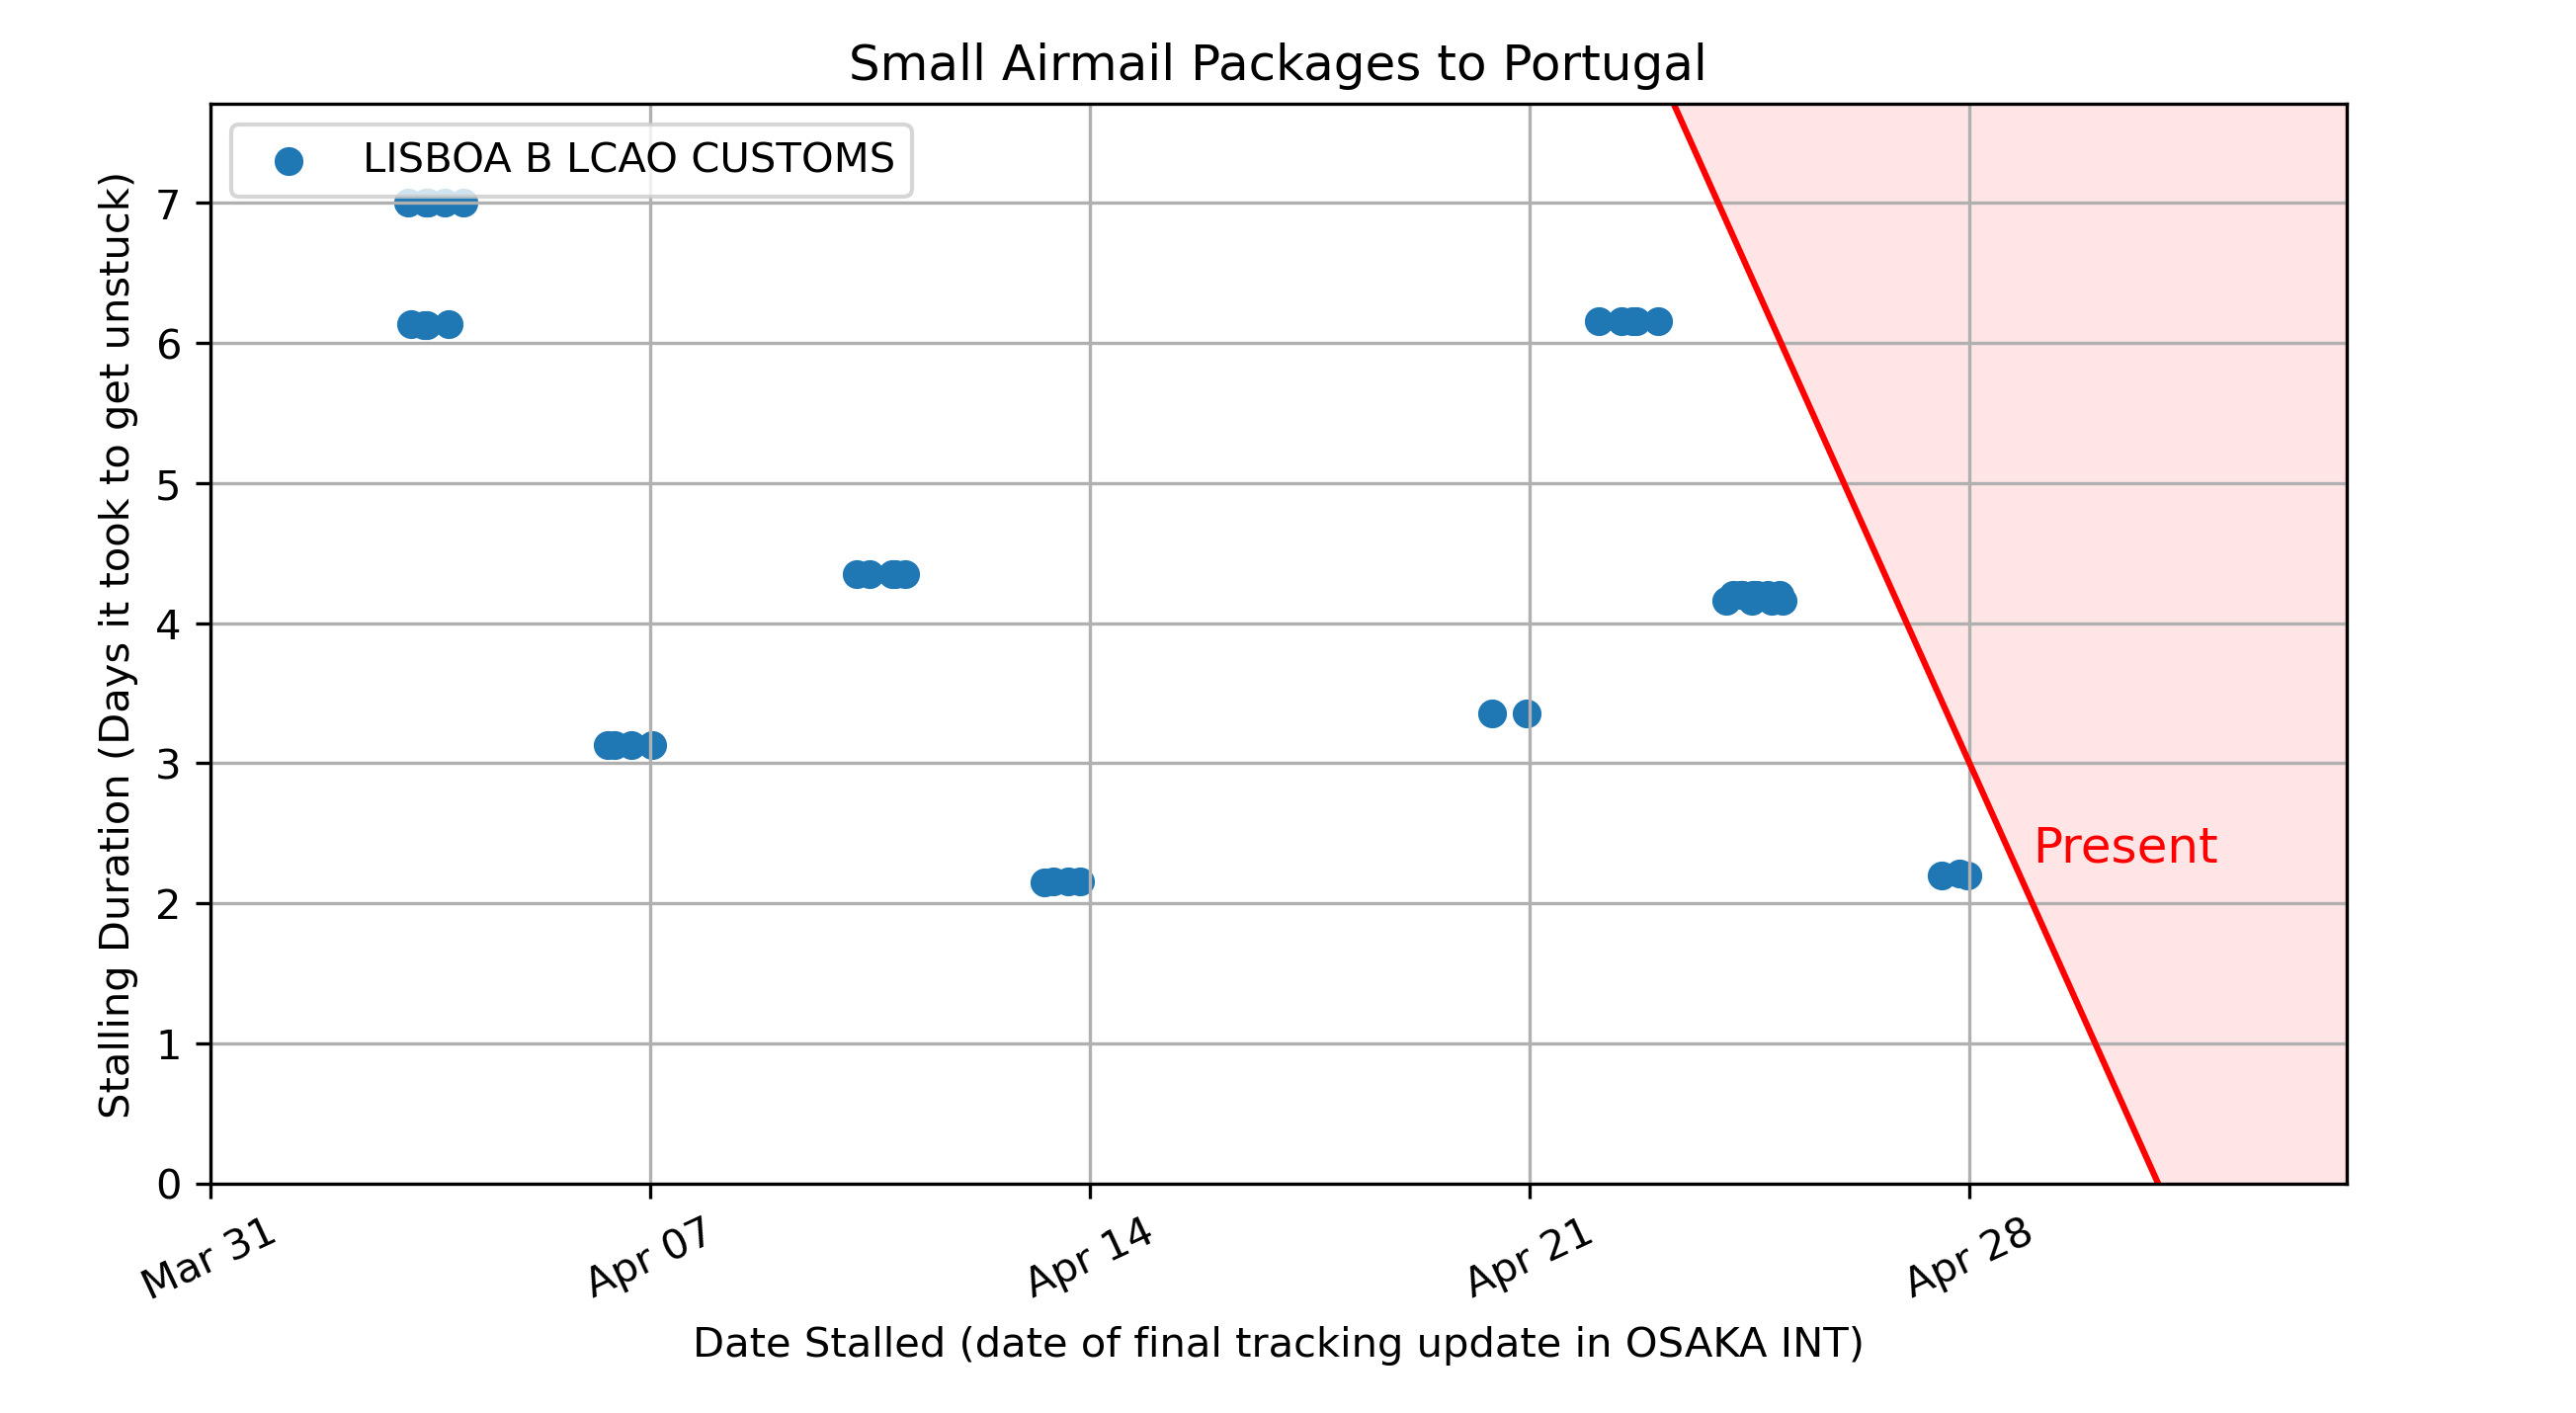 Small Airmail Packages to Portugal
LISBOA B LCAO CUSTOMS
Stalling Duration (Days it took to get unstuck)
7
6
5
4
3
2
1
0
Present
Mar 31
Apr 07
Apr 14
Apr 21
Apr 28
Date Stalled (date of final tracking update in OSAKA INT)